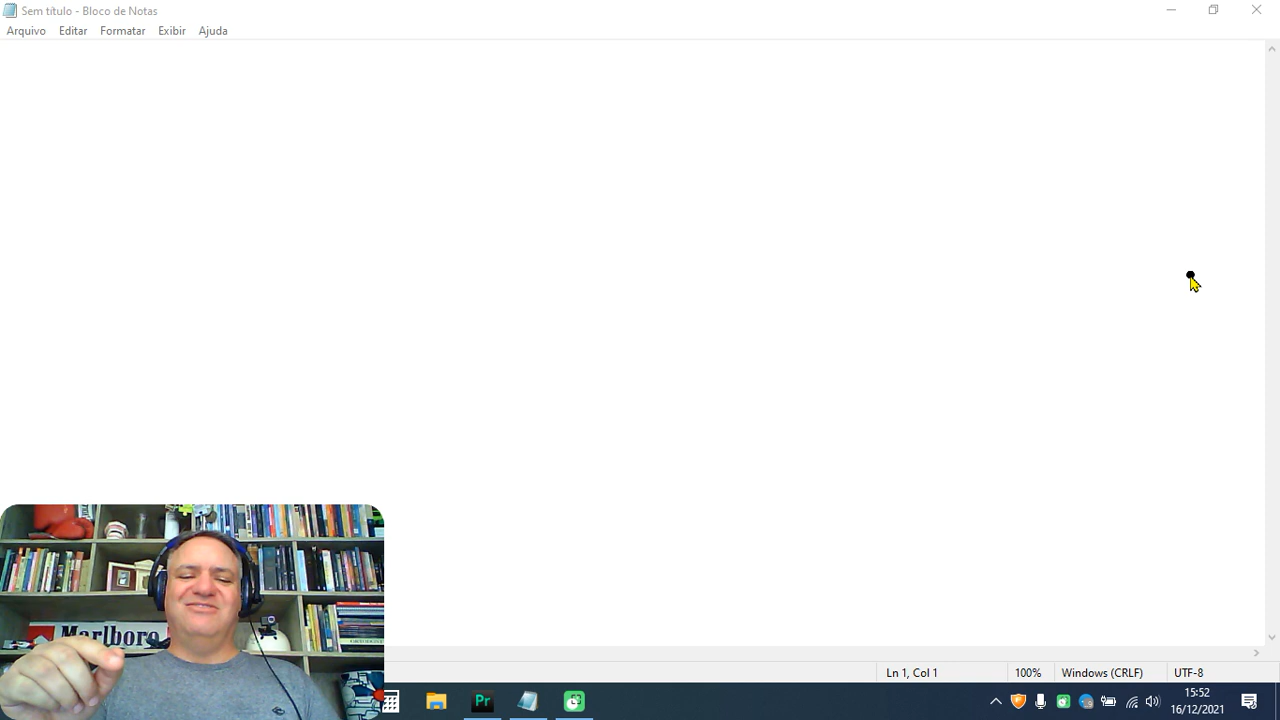 Sem título - Bloco de Notas
Arquivo Editar Formatar Exibir Ajuda
Marlboro
Ln 1, Col 1 100% Windows (CRLF) UTF-8
Pr
15:52
16/12/2021